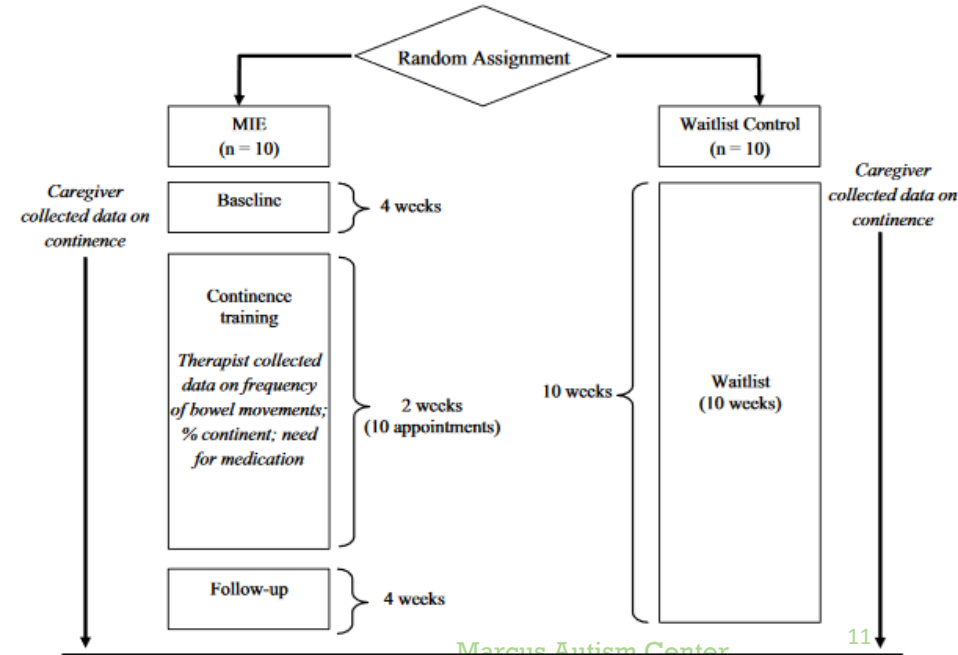 Random Assignment
MIE
(n = 10)
Waitlist Control
(n = 10)
Caregiver
collected data on
continence
Baseline
4 weeks
Caregiver
collected data on
continence
Continence
training
Therapist collected
data on frequency
of bowel movements;
% continent; need
for medication
2 weeks
(10 appointments)
10 weeks
Waitlist
(10 weeks)
Follow-up
4 weeks
Marcus Autism Center
11